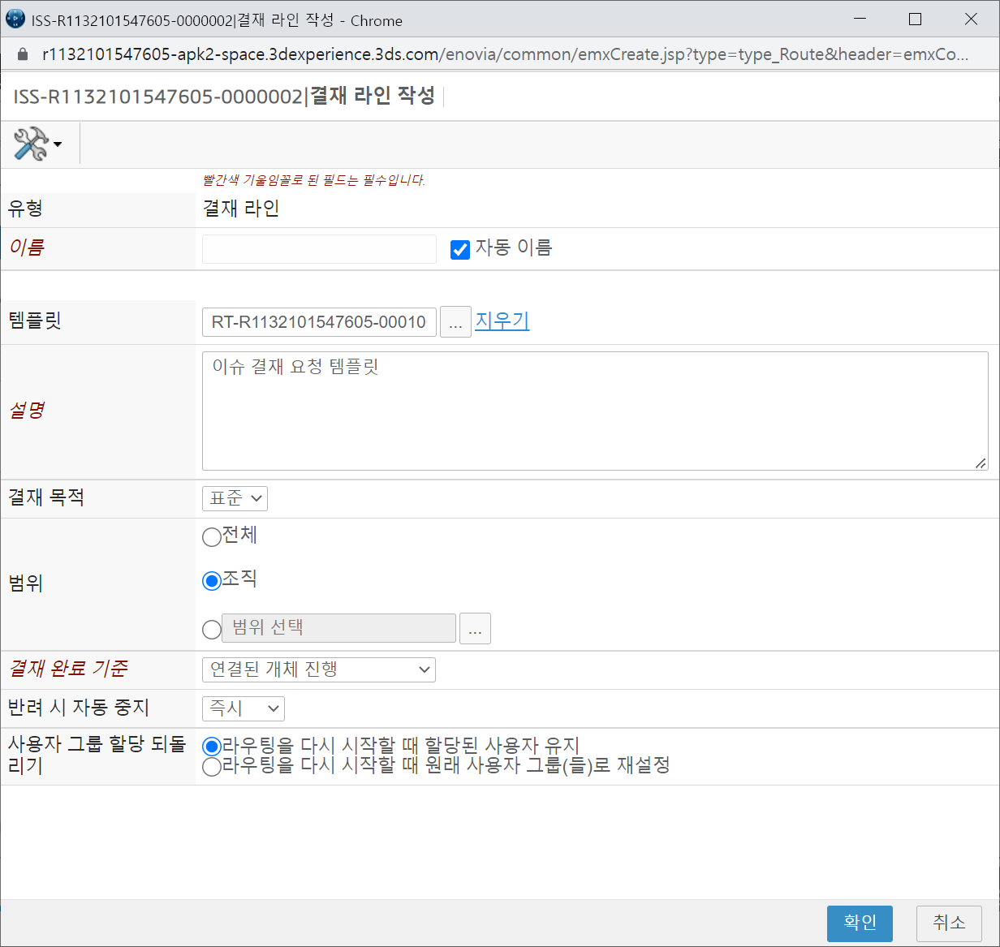 ISS-R1132101547605-0000002|결재 라인 작성 - Chrome
r1132101547605-apk2-space.3dexperience.3ds.com/enovia/common/emxCreate.jsp?type=type_Route&header=emxCo...
ISS-R1132101547605-0000002|결재 라인 작성
빨간색 기울임꼴로 된 필드는 필수입니다.
유형 결재 라인
이름 자동 이름
템플릿 RT-R1132101547605-00010 ... 지우기
설명 이슈 결재 요청 템플릿
결재 목적 표준
범위
전체
조직
범위 선택 ...
결재 완료 기준 연결된 개체 진행
반려 시 자동 중지 즉시
사용자 그룹 할당 되돌
리기
라우팅을 다시 시작할 때 할당된 사용자 유지
라우팅을 다시 시작할 때 원래 사용자 그룹(들)로 재설정
확인 취소